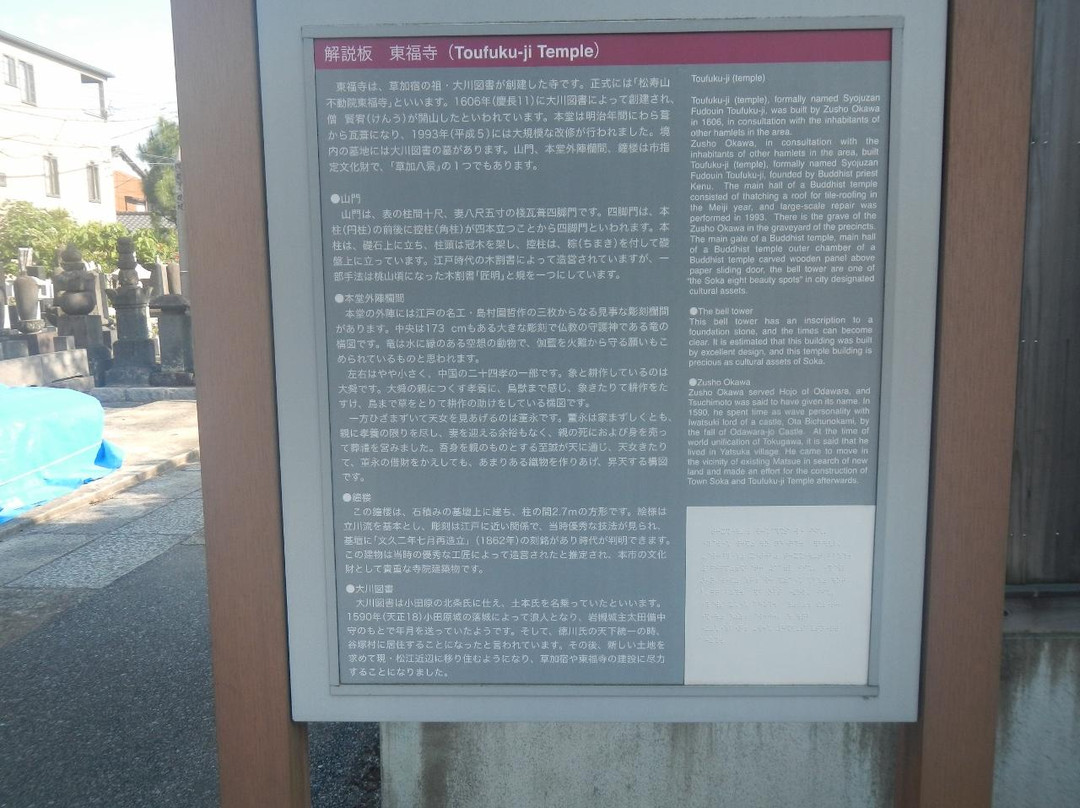 解説板　東福寺（Toufuku-ji Temple）
東福寺は、草加宿の祖・大川図書が創建した寺です。正式には「松寿山
不動院東福寺」といいます。1606年(慶長11)に大川図書によって創建され、
僧　賢宥(けんう)が開山したといわれています。本堂は明治年間にわら葺
から瓦葺になり、1993年(平成５)には大規模な改修が行われました。境
内の墓地には大川図書の墓があります。山門、本堂外陣欄間、鐘楼は市指
定文化財で、「草加八景」の１つでもあります。
●山門
山門は、表の柱間十尺、妻八尺五寸の桟瓦葺四脚門です。四脚門は、本
柱(円柱)の前後に控柱(角柱)が四本立つことから四脚門といわれます。本
柱は、礎石上に立ち、柱頭は冠木を架し、控柱は、粽(ちまき)を付して礎
盤上に立っています。江戸時代の木割書によって造営されていますが、一
部手法は桃山頃になった木割書「匠明」と規を一つにしています。
●本堂外陣欄間
本堂の外陣には江戸の名工・島村圓哲作の三枚からなる見事な彫刻欄間
があります。中央は173 cmもある大きな彫刻で仏教の守護神である竜の
構図です。竜は水に縁のある空想の動物で、伽藍を火難から守る願いもこ
められているものと思われます。
左右はやや小さく、中国の二十四孝の一部です。象と耕作しているのは
大舜です。大舜の親につくす孝養に、鳥獣まで感じ、象きたりて耕作をた
すけ、鳥まで草をとりて耕作の助けをしている構図です。
一方ひざまずいて天女を見あげるのは董永です。董永は家まずしくとも、
親に孝養の限りを尽し、妻を迎える余裕もなく、親の死におよび身を売っ
て葬儀を営みました。吾身を親のものとする至誠が天に通じ、天女きたり
て、董永の借財をかえしても、あまりある織物を作りあげ、昇天する構図
です。
●鐘楼
この鐘楼は、石積みの基壇上に建ち、柱の間2.7mの方形です。絵様は
立川流を基本とし、彫刻は江戸に近い関係で、当時優秀な技法が見られ、
基壇に「文久二年七月再造立」（1862年）の刻銘があり時代が判明できます。
この建物は当時の優秀な工匠によって造営されたと推定され、本市の文化
財として貴重な寺院建築物です。
●大川図書
大川図書は小田原の北条氏に仕え、土本氏を名乗っていたといいます。
1590年(天正18)小田原城の落城によって浪人となり、岩槻城主太田備中
守のもとで年月を送っていたようです。そして、徳川氏の天下統一の時、
谷塚村に居住することになったと言われています。その後、新しい土地を
求めて現・松江近辺に移り住むようになり、草加宿や東福寺の建設に尽力
することになりました。
Toufuku-ji (temple)
Toufuku-ji (temple), formally named Syojuzan
Fudouin Toufuku-ji, was built by Zusho Okawa
in 1606, in consultation with the inhabitants of
other hamlets in the area.
Zusho Okawa, in consultation with the
inhabitants of other hamlets in the area, built
Toufuku-ji (temple), formally named Syojuzan
Fudouin Toufuku-ji, founded by Buddhist priest
Kenu. The main hall of a Buddhist temple
consisted of thatching a roof for tile-roofing in
the Meiji year, and large-scale repair was
performed in 1993. There is the grave of the
Zusho Okawa in the graveyard of the precincts.
The main gate of a Buddhist temple, main hall
of a Buddhist temple outer chamber of a
Buddhist temple carved wooden panel above
paper sliding door, the bell tower are one of
"the Soka eight beauty spots" in city designated
cultural assets.
●The bell tower
This bell tower has an inscription to a
foundation stone, and the times can become
clear. It is estimated that this building was built
by excellent design, and this temple building is
precious as cultural assets of Soka.
●Zusho Okawa
Zusho Okawa served Hojo of Odawara, and
Tsuchimoto was said to have given its name. In
1590, he spent time as wave personality with
Iwatsuki lord of a castle, Ota Bichunokami, by
the fall of Odawara-jo Castle. At the time of
world unification of Tokugawa, it is said that he
lived in Yatsuka village. He came to move in
the vicinity of existing Matsue in search of new
land and made an effort for the construction of
Town Soka and Toufuku-ji Temple afterwards.